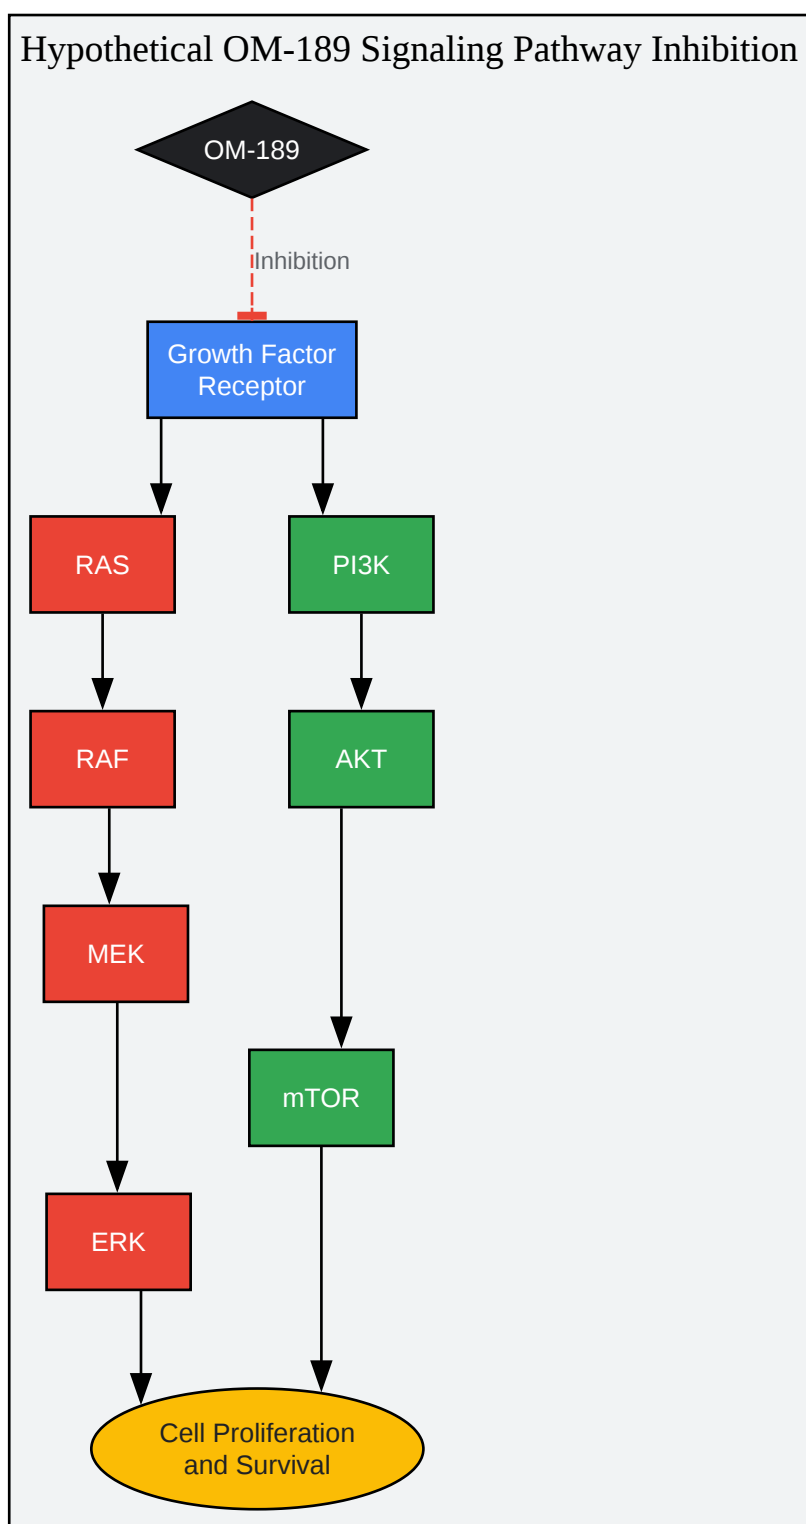 Hypothetical OM-189 Signaling Pathway Inhibition
OM-189
Inhibition
Growth Factor
Receptor
RAS
PI3K
RAF
AKT
MEK
mTOR
ERK
Cell Proliferation
and Survival